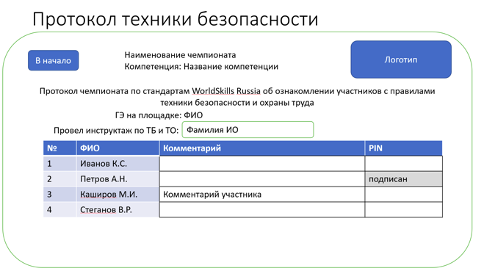 Протокол техники безопасности
В начало
Наименование чемпионата
Компетенция: Название компетенции
Логотип
Протокол чемпионата по стандартам WorldSkills Russia об ознакомлении участников с правилами
техники безопасности и охраны труда
ГЭ на площадке: ФИО
Провел инструктаж по ТБ и ТО: Фамилия ИО
№ ФИО Комментарий PIN
1 Иванов К.С.
2 Петров А.Н. подписан
3 Каширов М.И. Комментарий участника
4 Стеганов В.Р.